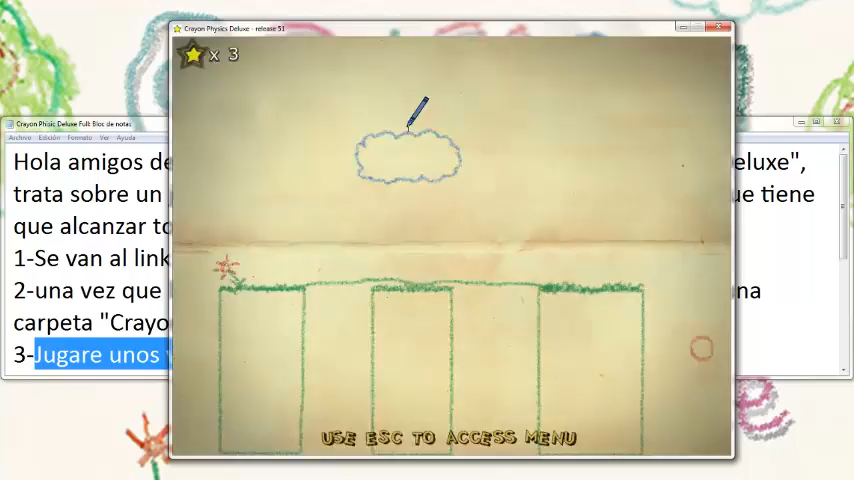 Crayon Physics Deluxe - release 51
x 3
Crayon Phisic Deluxe Full: Bloc de notas
Archivo Edición Formato Ver Ayuda
Hola amigos de
eluxe",
trata sobre un
ue tiene
que alcanzar to
1-Se van al link
2-una vez que
na
carpeta "Crayo
3-Jugare unos
USE ESC TO ACCESS MENU